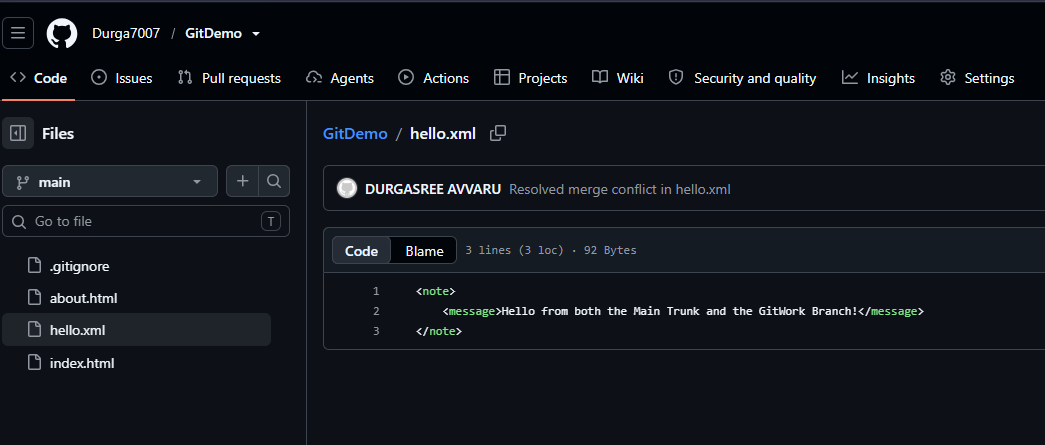 Durga7007 / GitDemo
Code Issues Pull requests Agents Actions Projects Wiki Security and quality Insights Settings
Files
main
Go to file T
.gitignore
about.html
hello.xml
index.html
GitDemo / hello.xml
DURGASREE AVVARU Resolved merge conflict in hello.xml
Code Blame 3 lines (3 loc) · 92 Bytes
1 <note>
2     <message>Hello from both the Main Trunk and the GitWork Branch!</message>
3 </note>